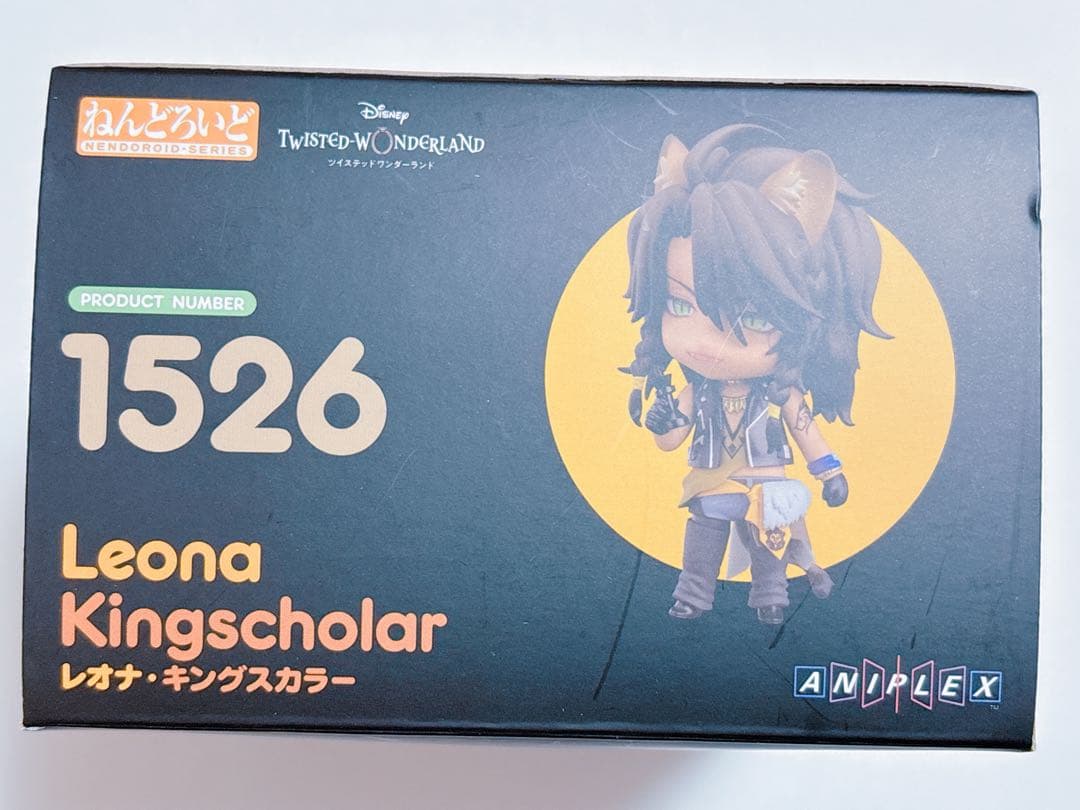 ねんどろいど
NENDOROID-SERIES
Disney
TWISTED-WONDERLAND
ツイステッドワンダーランド
PRODUCT NUMBER
1526
Leona
Kingscholar
レオナ・キングスカラー
ANIPLEX
TM